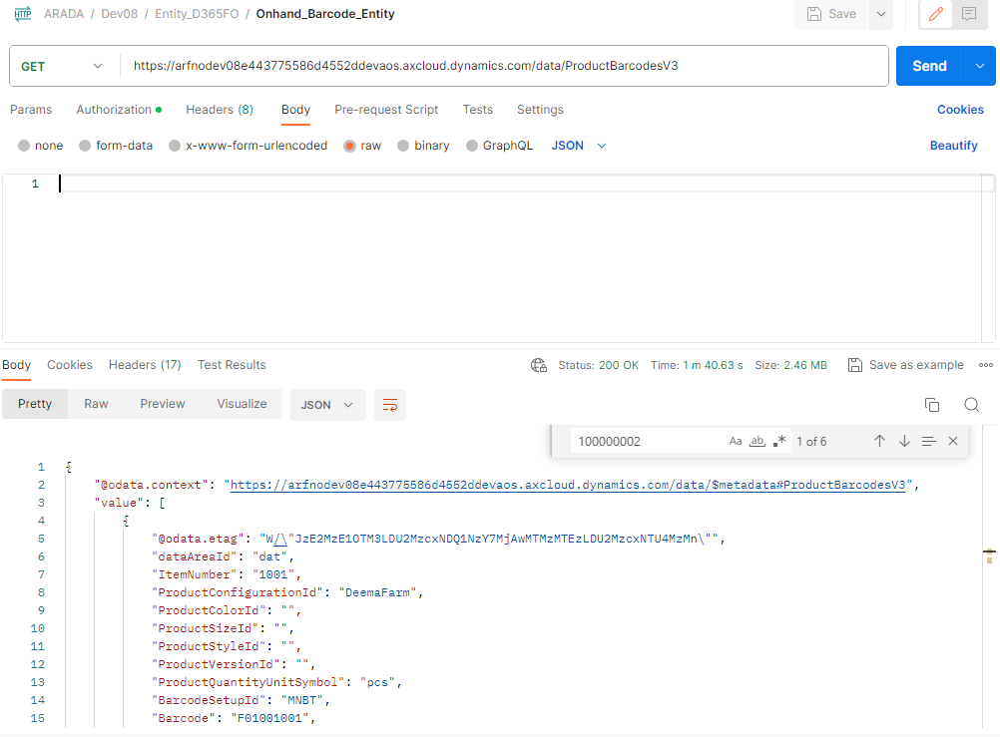 HTTP ARADA / Dev08 / Entity_D365FO / Onhand_Barcode_Entity Save
GET https://arfnodev08e443775586d4552ddevaos.axcloud.dynamics.com/data/ProductBarcodesV3 Send
Params Authorization Headers (8) Body Pre-request Script Tests Settings Cookies
none form-data x-www-form-urlencoded raw binary GraphQL JSON Beautify
1
Body Cookies Headers (17) Test Results Status: 200 OK Time: 1 m 40.63 s Size: 2.46 MB Save as example
Pretty Raw Preview Visualize JSON
100000002 Aa ab .* 1 of 6
1 {
2 "@odata.context": "https://arfnodev08e443775586d4552ddevaos.axcloud.dynamics.com/data/$metadata#ProductBarcodesV3",
3 "value": [
4 {
5 "@odata.etag": "W/\"JzE2MzE1OTM3LDU2MzcxNDQ1NzY7MjAwMTMzMTEzLDU2MzcxNTU4MzMn\"",
6 "dataAreaId": "dat",
7 "ItemNumber": "1001",
8 "ProductConfigurationId": "DeemaFarm",
9 "ProductColorId": "",
10 "ProductSizeId": "",
11 "ProductStyleId": "",
12 "ProductVersionId": "",
13 "ProductQuantityUnitSymbol": "pcs",
14 "BarcodeSetupId": "MNBT",
15 "Barcode": "F01001001",